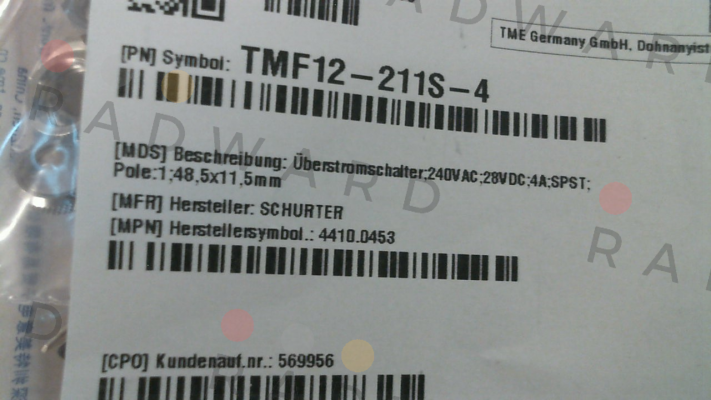 TME Germany GmbH, Dohnanyist
[PN] Symbol: TMF12-211S-4
[MDS] Beschreibung: Überstromschalter;240VAC;28VDC;4A;SPST;
Pole:1;48,5x11,5mm
[MFR] Hersteller: SCHURTER
[MPN] Herstellersymbol.: 4410.0453
[CPO] Kundenauf.nr.: 569956
RADWARD